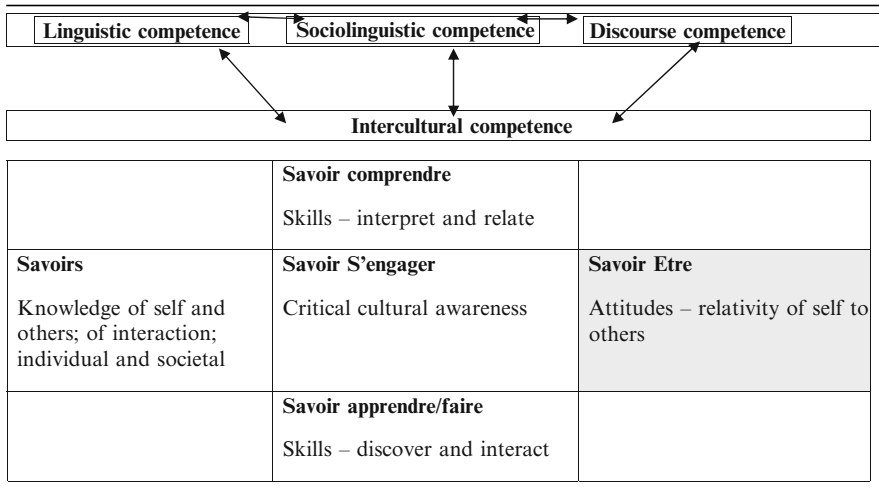 Linguistic competence Sociolinguistic competence Discourse competence
Intercultural competence
Savoir comprendre
Skills – interpret and relate
Savoirs
Knowledge of self and
others; of interaction;
individual and societal
Savoir S'engager
Critical cultural awareness
Savoir Etre
Attitudes – relativity of self to
others
Savoir apprendre/faire
Skills – discover and interact